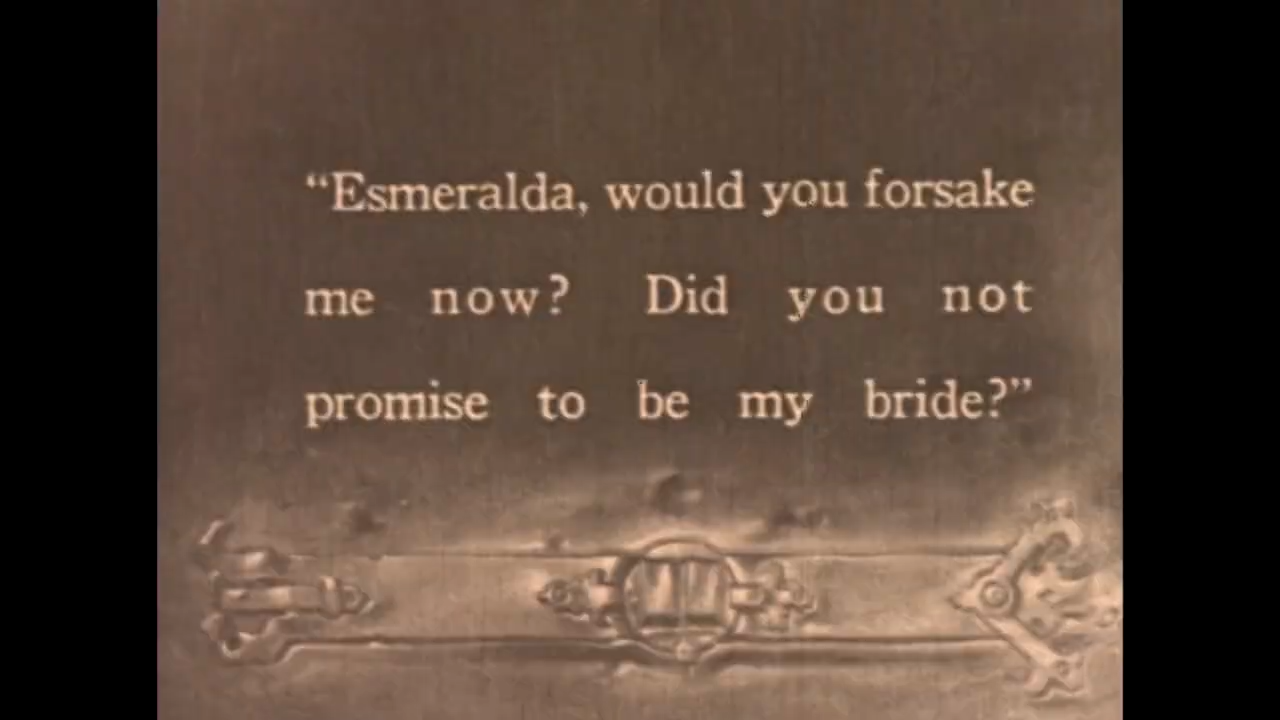 “Esmeralda, would you forsake
me now? Did you not
promise to be my bride?”